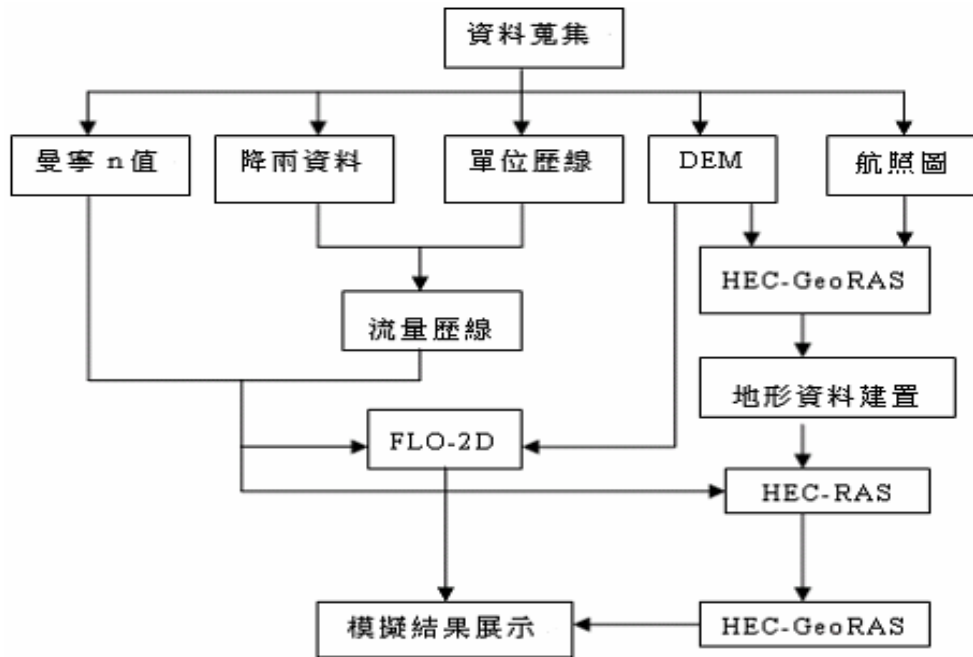 資料蒐集
曼寧 n值
降雨資料
單位歷線
DEM
航照圖
HEC-GeoRAS
流量歷線
地形資料建置
FLO-2D
HEC-RAS
模擬結果展示
HEC-GeoRAS